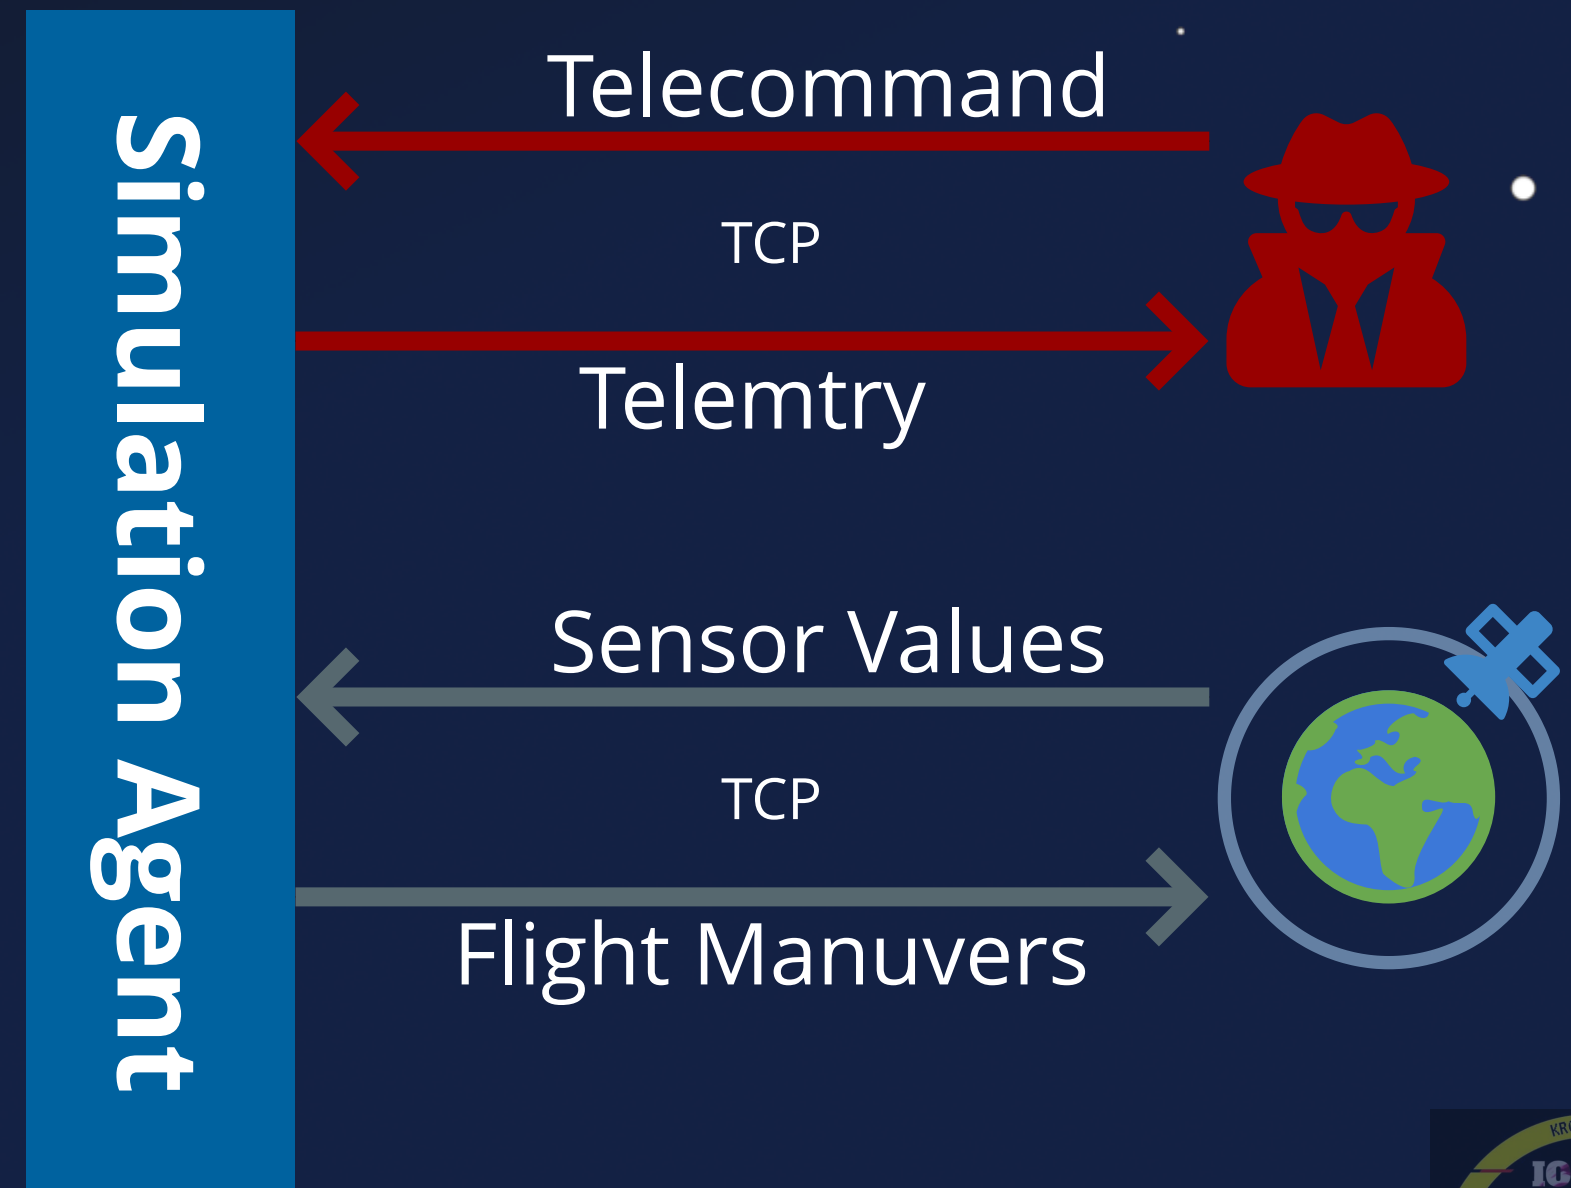 Simulation Agent
Telecommand
TCP
Telemtry
Sensor Values
TCP
Flight Manuvers